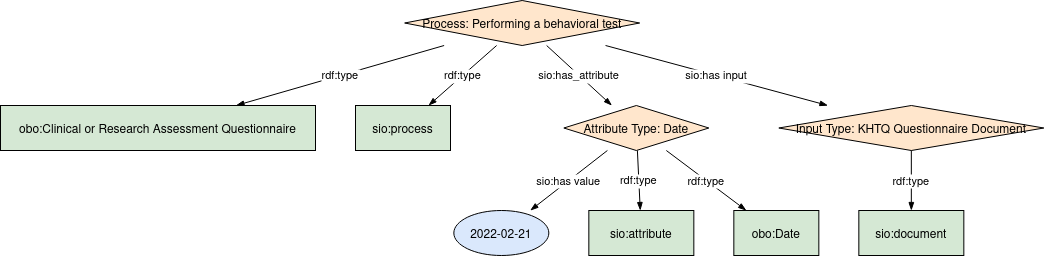 Process: Performing a behavioral test
rdf:type
rdf:type
sio:has_attribute
sio:has input
obo:Clinical or Research Assessment Questionnaire
sio:process
Attribute Type: Date
Input Type: KHTQ Questionnaire Document
sio:has value
rdf:type
rdf:type
rdf:type
2022-02-21
sio:attribute
obo:Date
sio:document